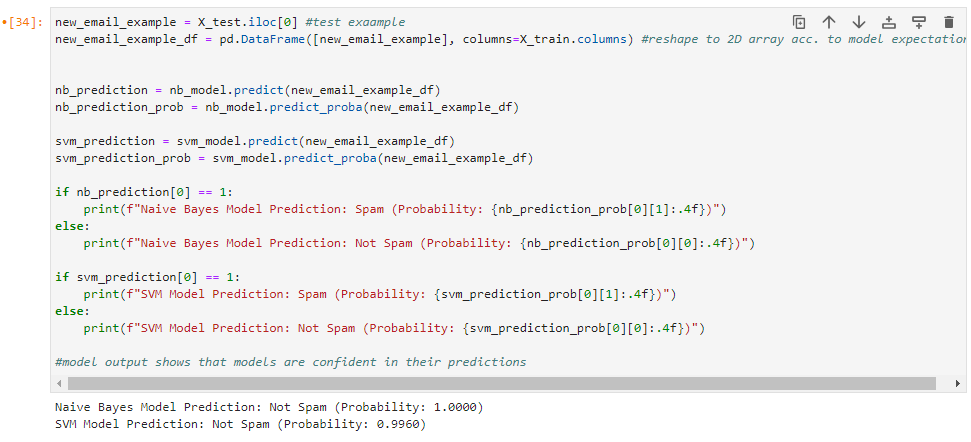 •[34]:
new_email_example = X_test.iloc[0] #test exaample
new_email_example_df = pd.DataFrame([new_email_example], columns=X_train.columns) #reshape to 2D array acc. to model expectation
nb_prediction = nb_model.predict(new_email_example_df)
nb_prediction_prob = nb_model.predict_proba(new_email_example_df)
svm_prediction = svm_model.predict(new_email_example_df)
svm_prediction_prob = svm_model.predict_proba(new_email_example_df)
if nb_prediction[0] == 1:
    print(f"Naive Bayes Model Prediction: Spam (Probability: {nb_prediction_prob[0][1]:.4f})")
else:
    print(f"Naive Bayes Model Prediction: Not Spam (Probability: {nb_prediction_prob[0][0]:.4f})")
if svm_prediction[0] == 1:
    print(f"SVM Model Prediction: Spam (Probability: {svm_prediction_prob[0][1]:.4f})")
else:
    print(f"SVM Model Prediction: Not Spam (Probability: {svm_prediction_prob[0][0]:.4f})")
#model output shows that models are confident in their predictions
Naive Bayes Model Prediction: Not Spam (Probability: 1.0000)
SVM Model Prediction: Not Spam (Probability: 0.9960)